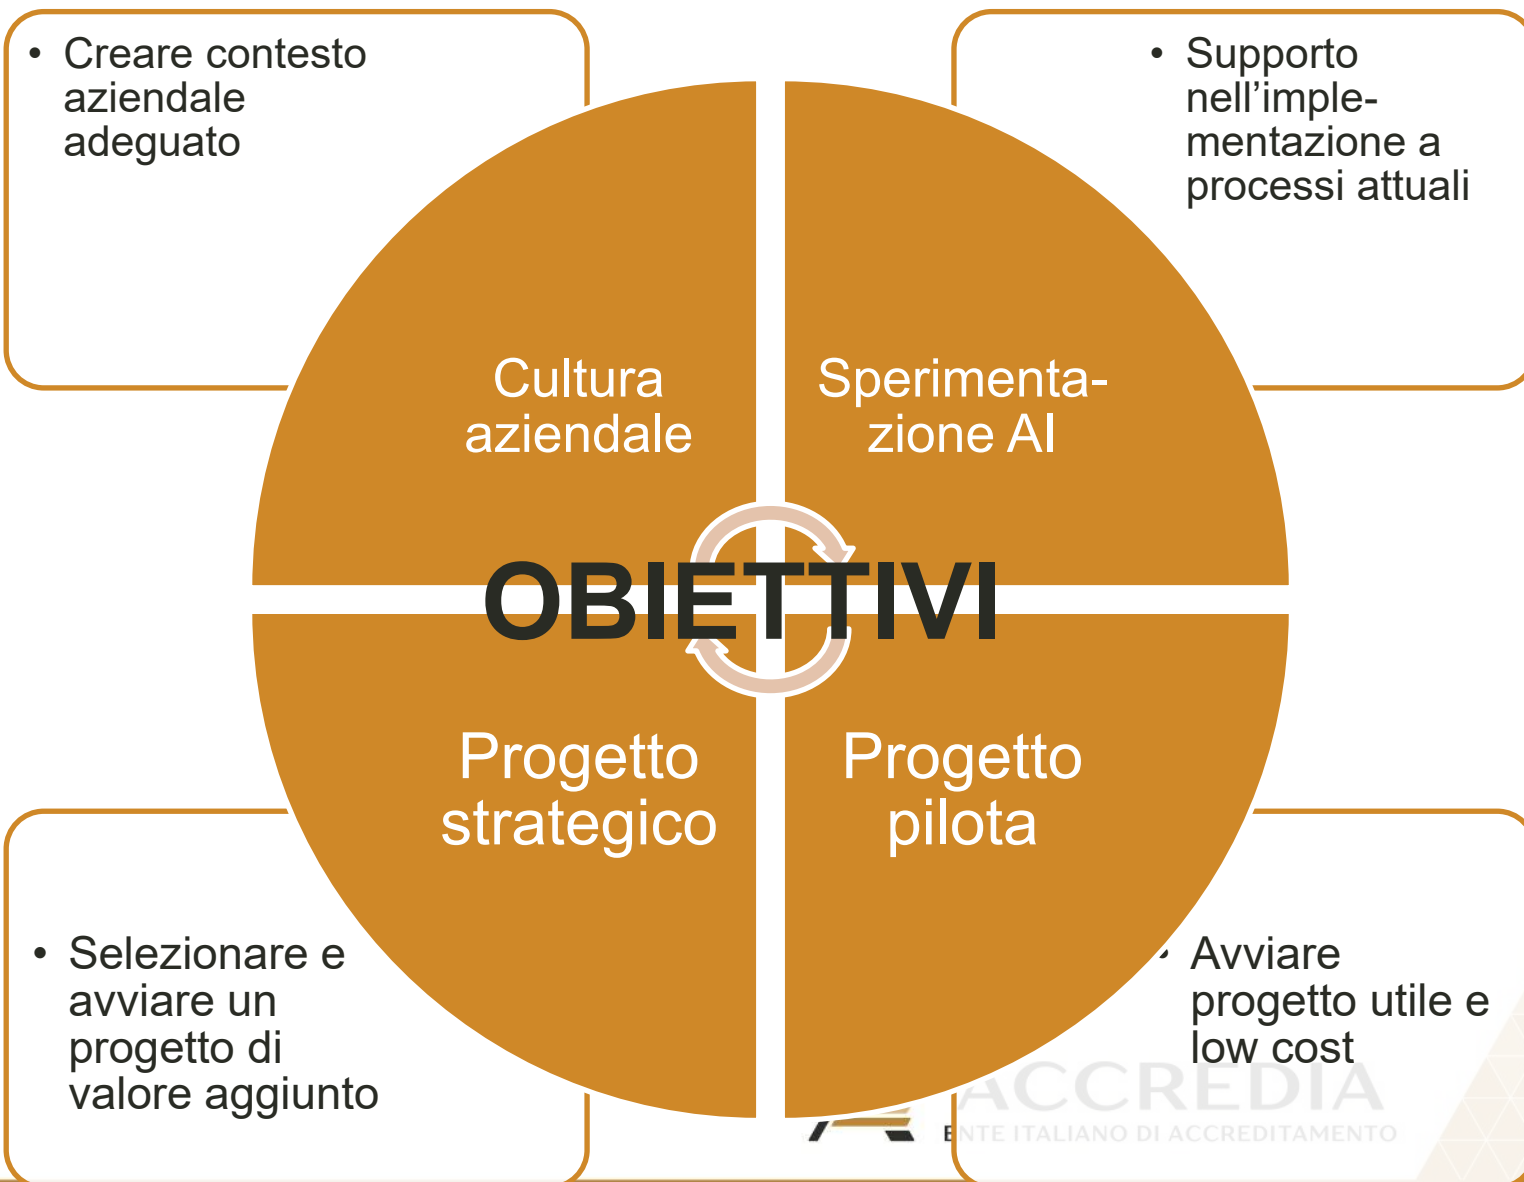 • Creare contesto
aziendale
adeguato
• Supporto
nell'imple-
mentazione a
processi attuali
Cultura
aziendale
Sperimenta-
zione AI
OBIETTIVI
Progetto
strategico
Progetto
pilota
• Selezionare e
avviare un
progetto di
valore aggiunto
• Avviare
progetto utile e
low cost
ACCREDIA
ENTE ITALIANO DI ACCREDITAMENTO